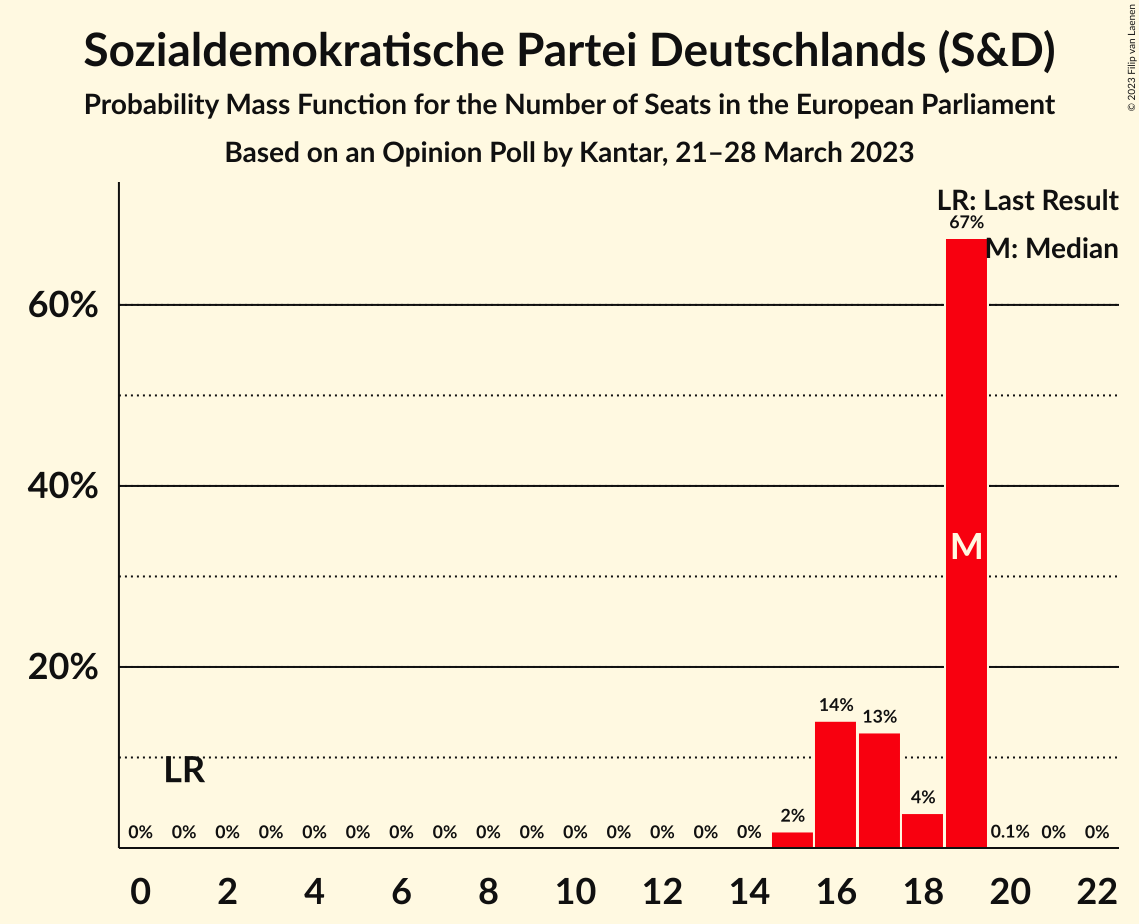 Sozialdemokratische Partei Deutschlands (S&D)
Probability Mass Function for the Number of Seats in the European Parliament
Based on an Opinion Poll by Kantar, 21–28 March 2023
© 2023 Filip van Laenen
LR: Last Result
67%
M: Median
60%
40%
M
20%
14%
13%
LR
4%
2%
0% 0% 0% 0% 0% 0% 0% 0% 0% 0% 0% 0% 0% 0% 0% 0.1% 0% 0%
0 2 4 6 8 10 12 14 16 18 20 22